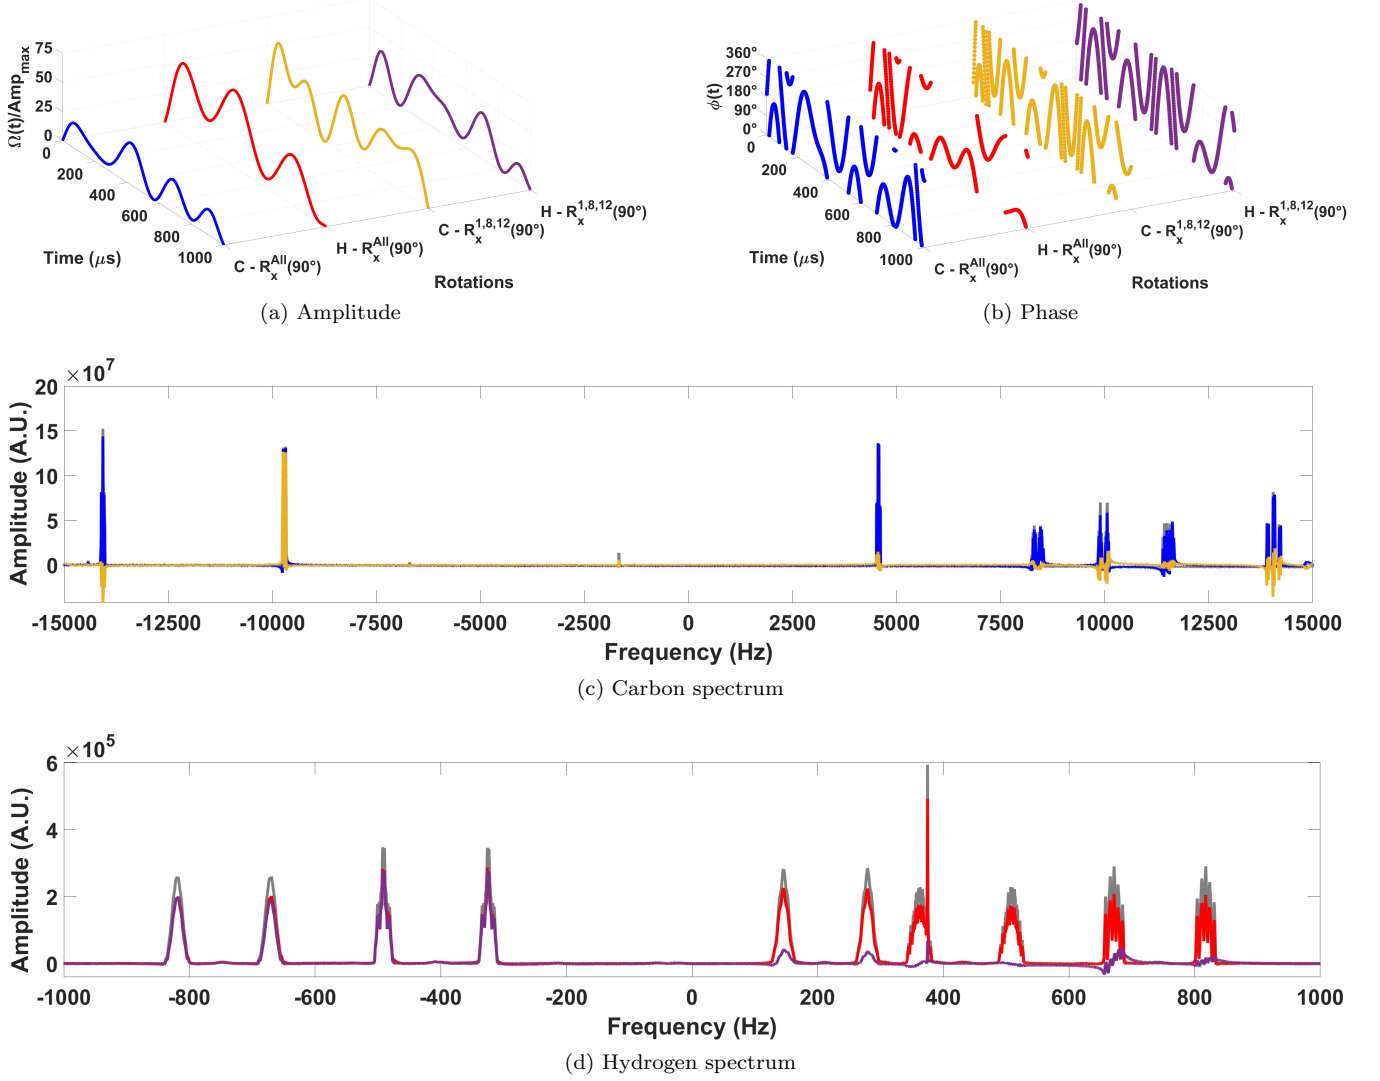 75
50
25
0
Ω(t)/Amp_max
0
200
400
600
800
1000
Time (μs)
C - R_x^All(90°)
H - R_x^All(90°)
C - R_x^1,8,12(90°)
H - R_x^1,8,12(90°)
Rotations
(a) Amplitude
360°
270°
180°
90°
0°
ϕ(t)
0
200
400
600
800
1000
Time (μs)
C - R_x^All(90°)
H - R_x^All(90°)
C - R_x^1,8,12(90°)
H - R_x^1,8,12(90°)
Rotations
(b) Phase
×10^7
20
15
10
5
0
Amplitude (A.U.)
-15000 -12500 -10000 -7500 -5000 -2500 0 2500 5000 7500 10000 12500 15000
Frequency (Hz)
(c) Carbon spectrum
×10^5
6
4
2
0
Amplitude (A.U.)
-1000 -800 -600 -400 -200 0 200 400 600 800 1000
Frequency (Hz)
(d) Hydrogen spectrum